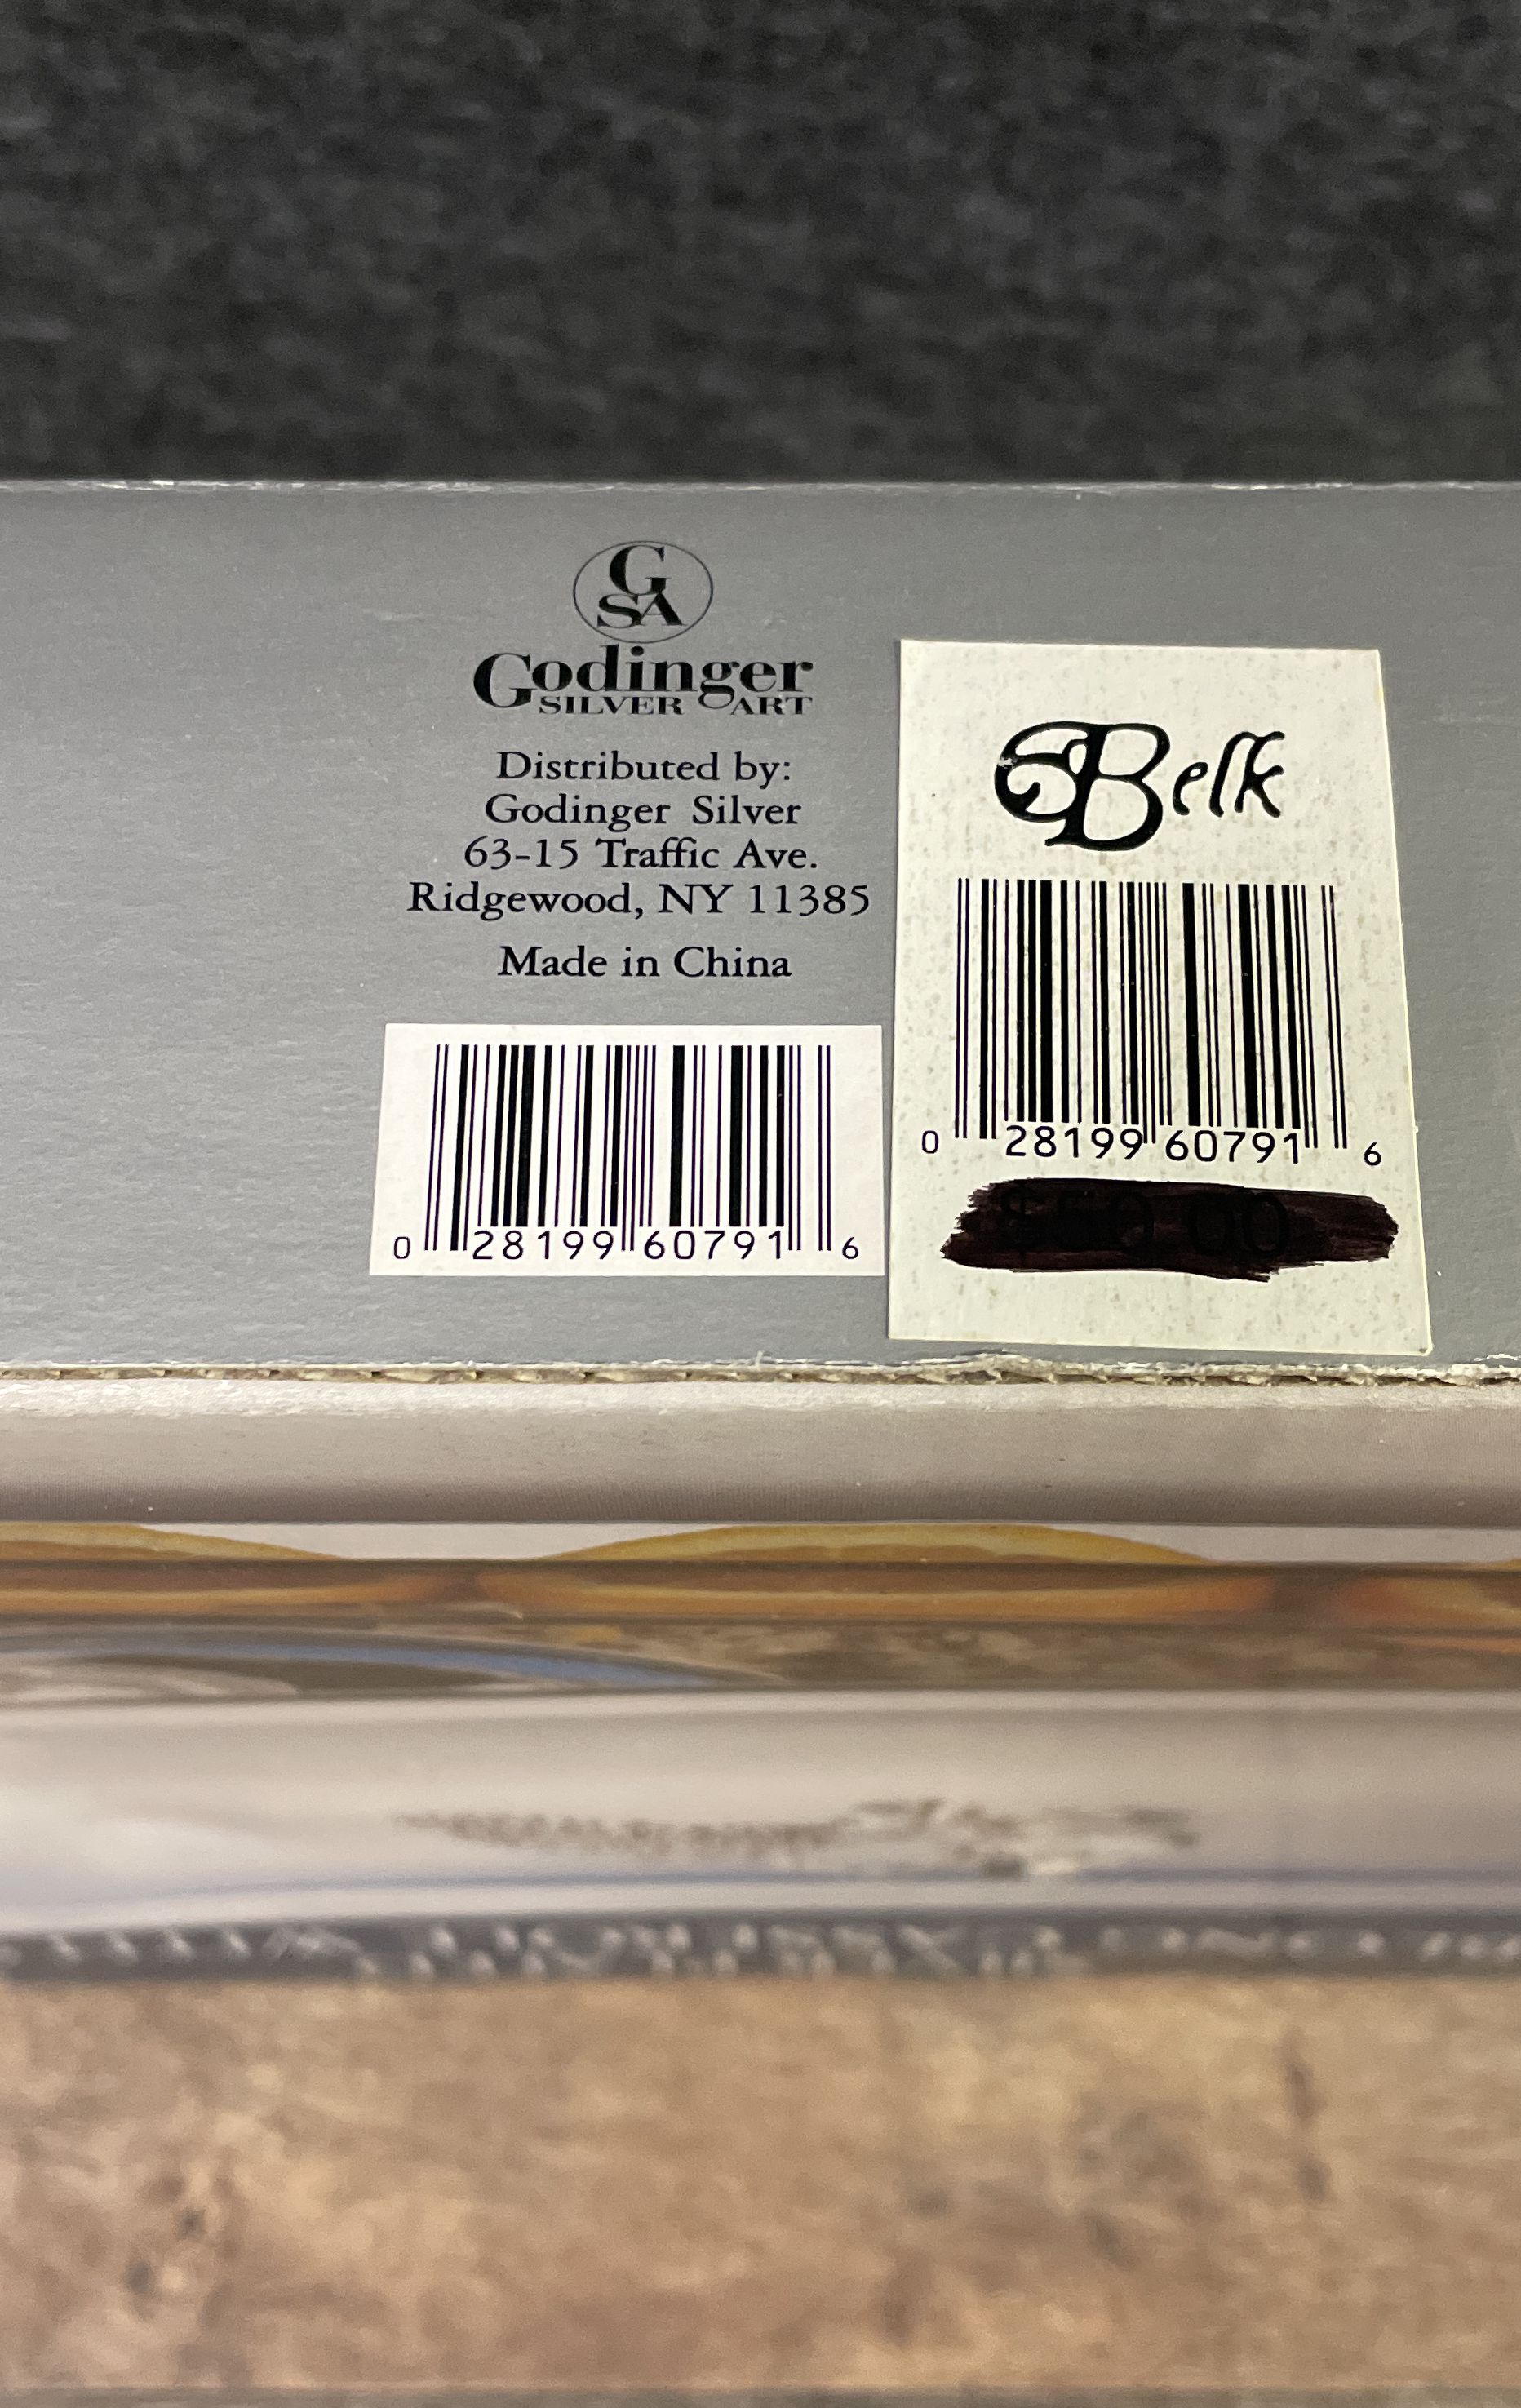 GSA
Godinger
SILVER ART
Distributed by:
Godinger Silver
63-15 Traffic Ave.
Ridgewood, NY 11385
Made in China
0 28199 60791 6
Belk
0 28199 60791 6